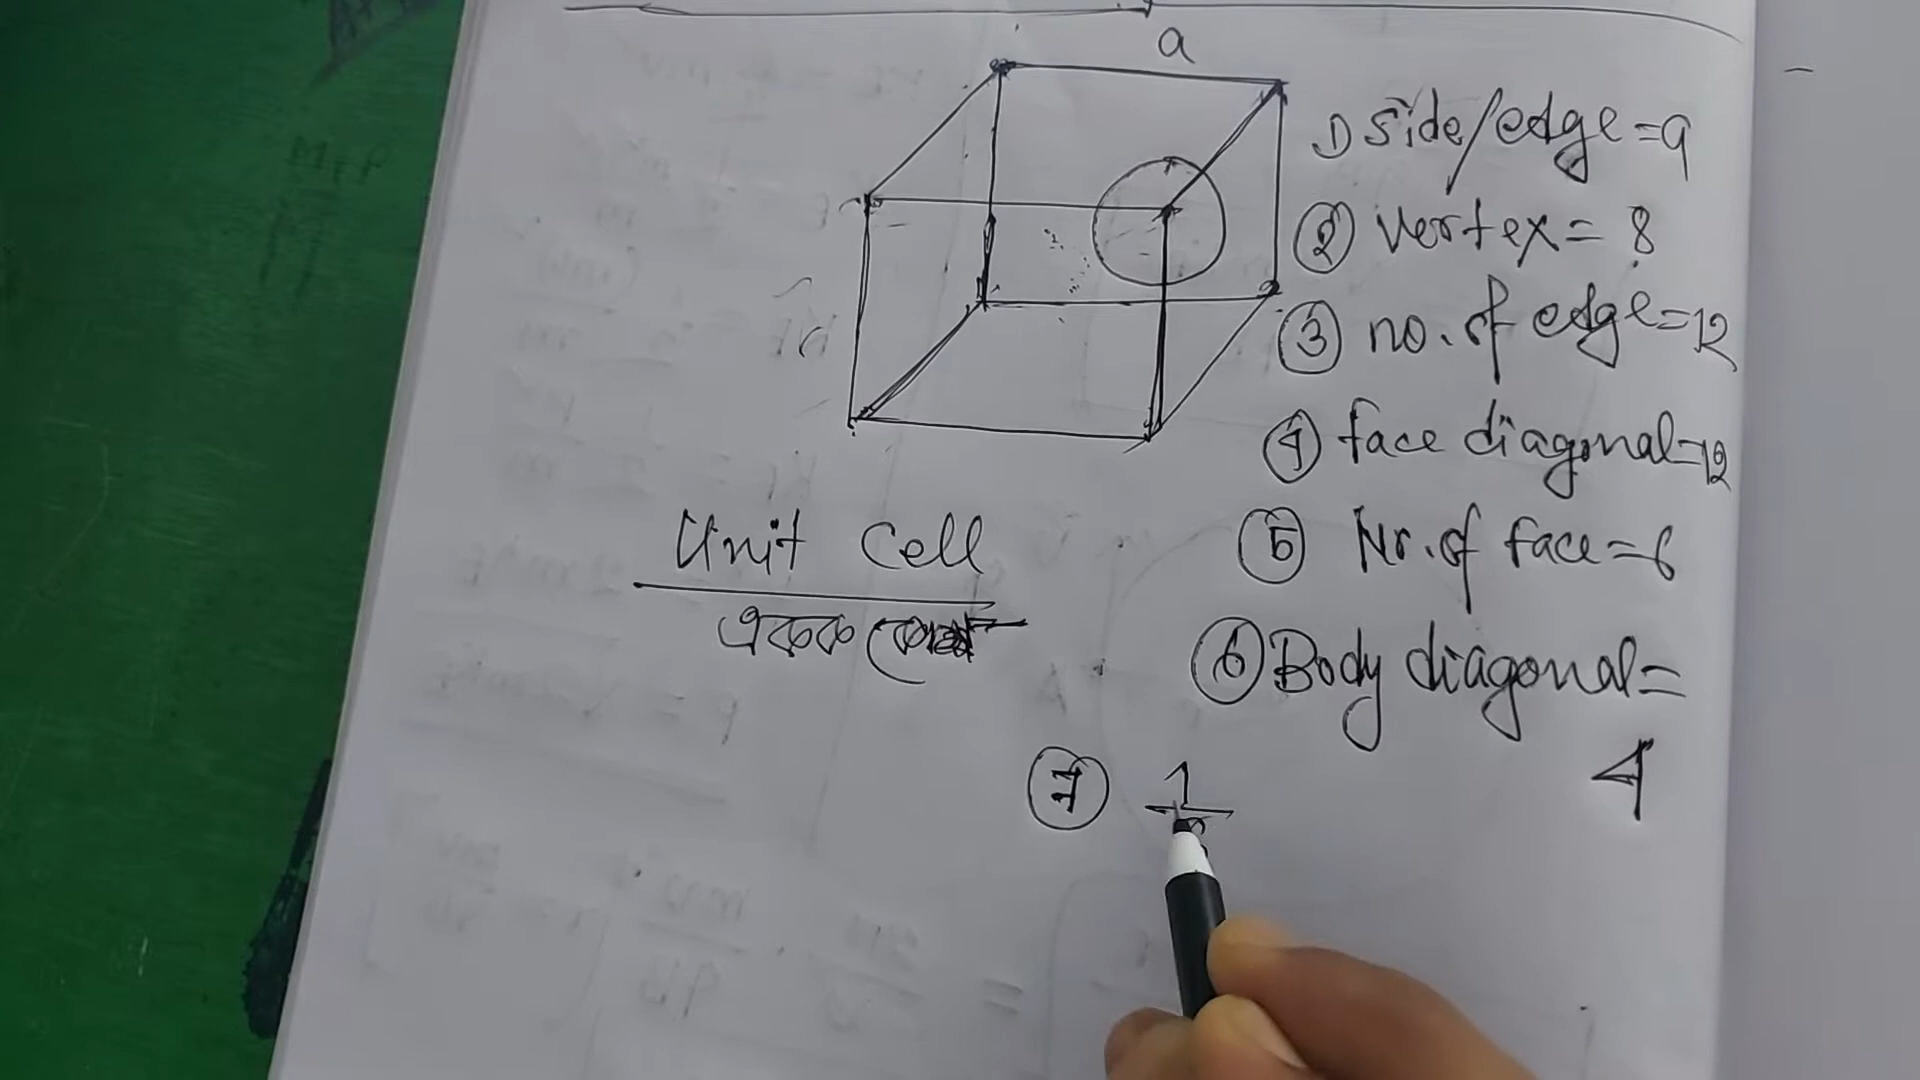 a
1) side/edge = a
② vertex = 8
③ no. of edge = 12
④ face diagonal = 12
⑤ Nr. of face = 6
⑥ Body diagonal =
4
Unit Cell
একক
⑦ 1/8